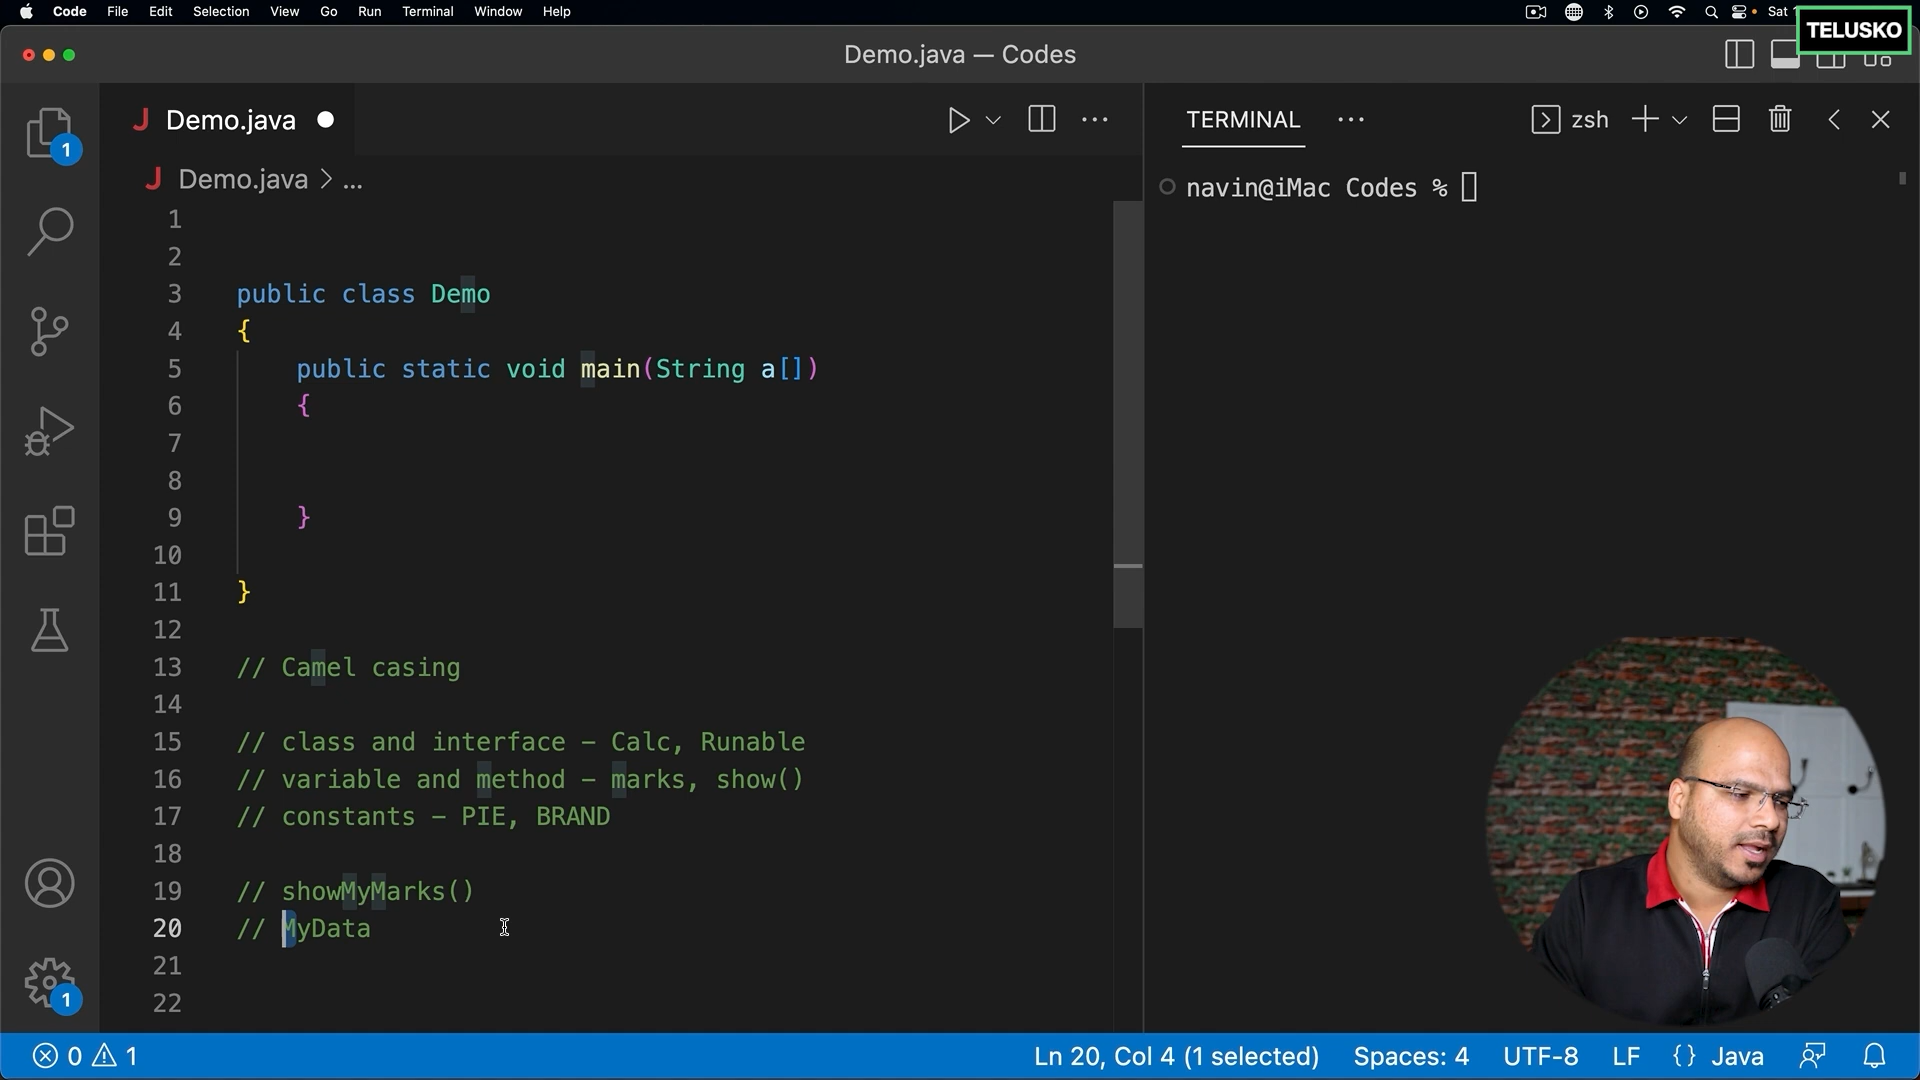 Code File Edit Selection View Go Run Terminal Window Help Sat
TELUSKO
Demo.java — Codes
J Demo.java
TERMINAL ... zsh
1
J Demo.java > ...
navin@iMac Codes %
1
2
3 public class Demo
4 {
5 public static void main(String a[])
6 {
7
8
9 }
10
11 }
12
13 // Camel casing
14
15 // class and interface – Calc, Runable
16 // variable and method – marks, show()
17 // constants – PIE, BRAND
18
19 // showMyMarks()
20 // MyData
21
22
1
0 1 Ln 20, Col 4 (1 selected) Spaces: 4 UTF-8 LF {} Java